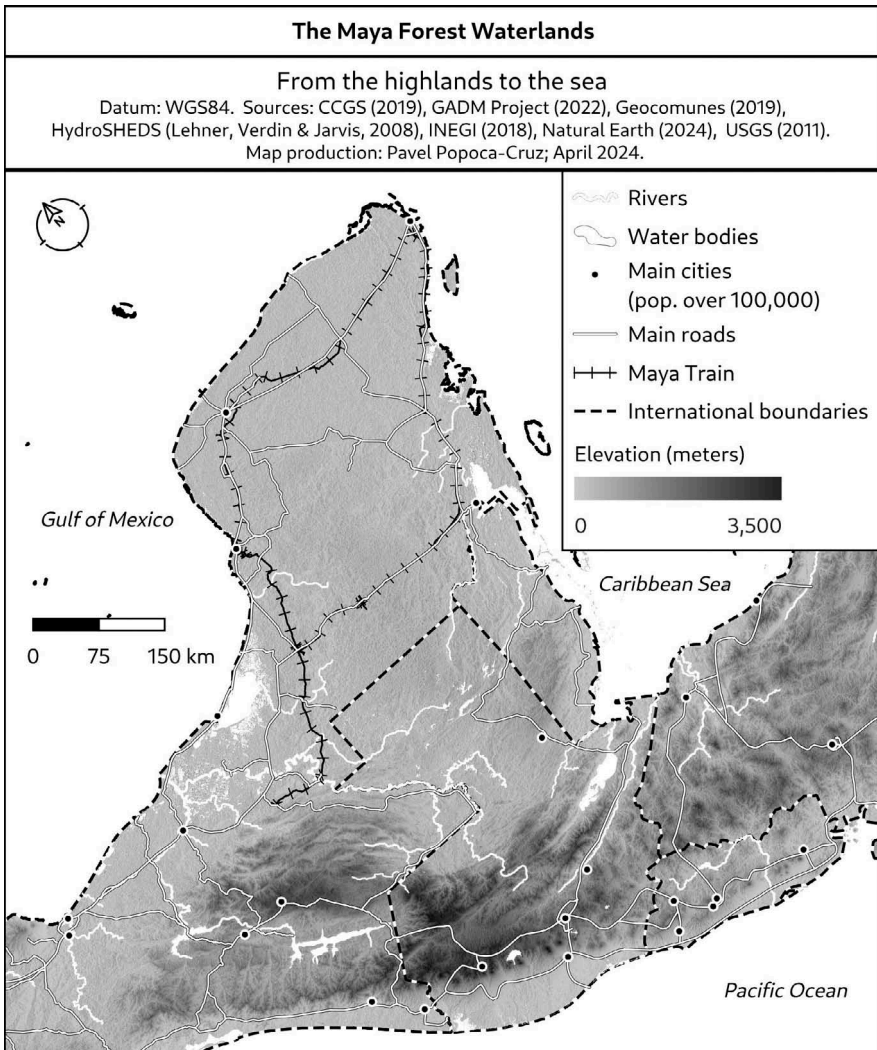 The Maya Forest Waterlands
From the highlands to the sea
Datum: WGS84. Sources: CCGS (2019), GADM Project (2022), Geocomunes (2019),
HydroSHEDS (Lehner, Verdin & Jarvis, 2008), INEGI (2018), Natural Earth (2024), USGS (2011).
Map production: Pavel Popoca-Cruz; April 2024.
N
Rivers
Water bodies
Main cities
(pop. over 100,000)
Main roads
Maya Train
International boundaries
Elevation (meters)
0 3,500
Gulf of Mexico
Caribbean Sea
0 75 150 km
Pacific Ocean